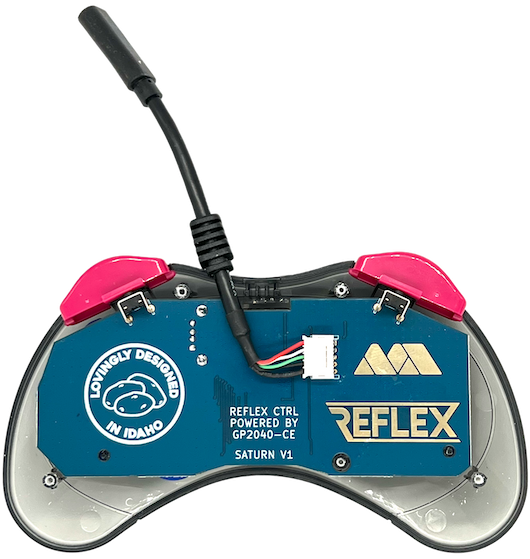 LOVINGLY DESIGNED
IN IDAHO
REFLEX CTRL
POWERED BY
GP2040-CE
SATURN V1
REFLEX